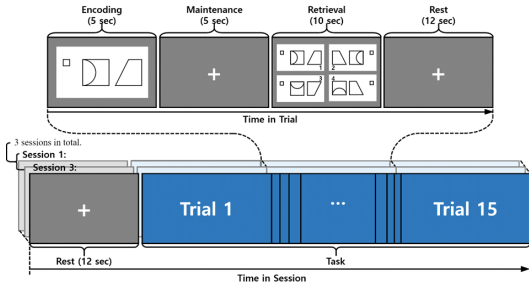 Encoding
(5 sec)
Maintenance
(5 sec)
Retrieval
(10 sec)
Rest
(12 sec)
1
2
3
4
Time in Trial
3 sessions in total.
Session 1:
Session 3:
Trial 1
...
Trial 15
Rest (12 sec)
Task
Time in Session